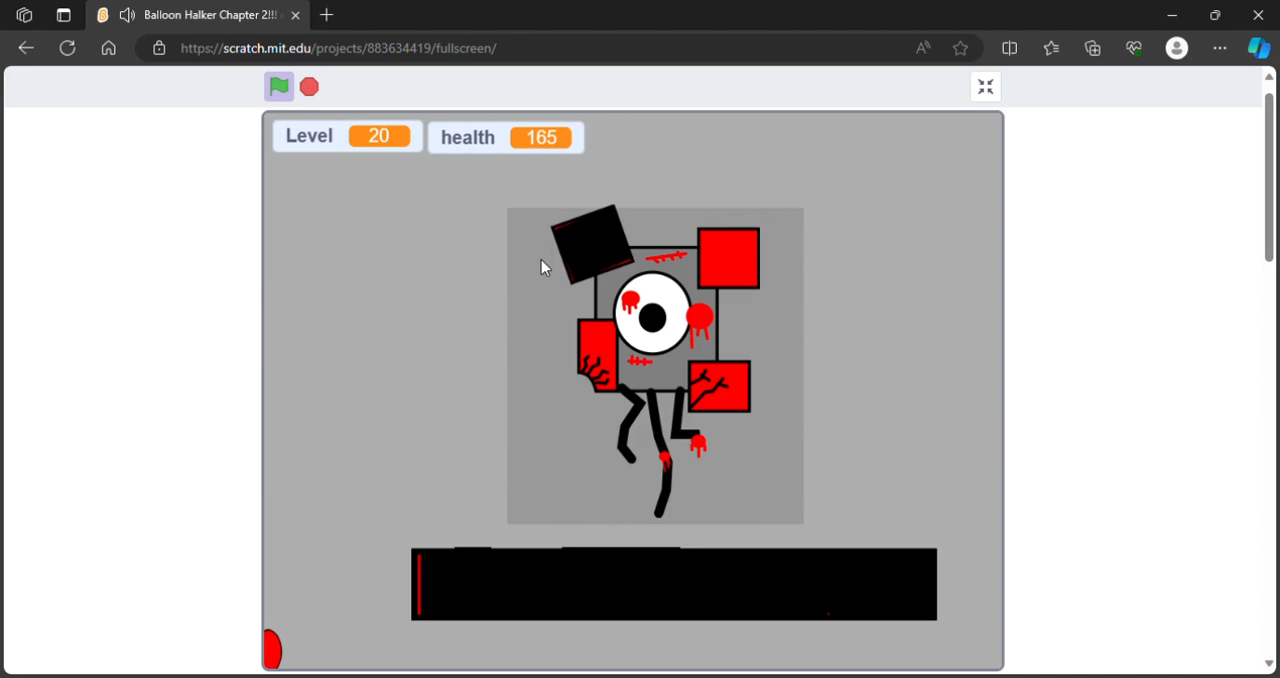 Balloon Halker Chapter 2!!!
https://scratch.mit.edu/projects/883634419/fullscreen/
Level 20 health 165